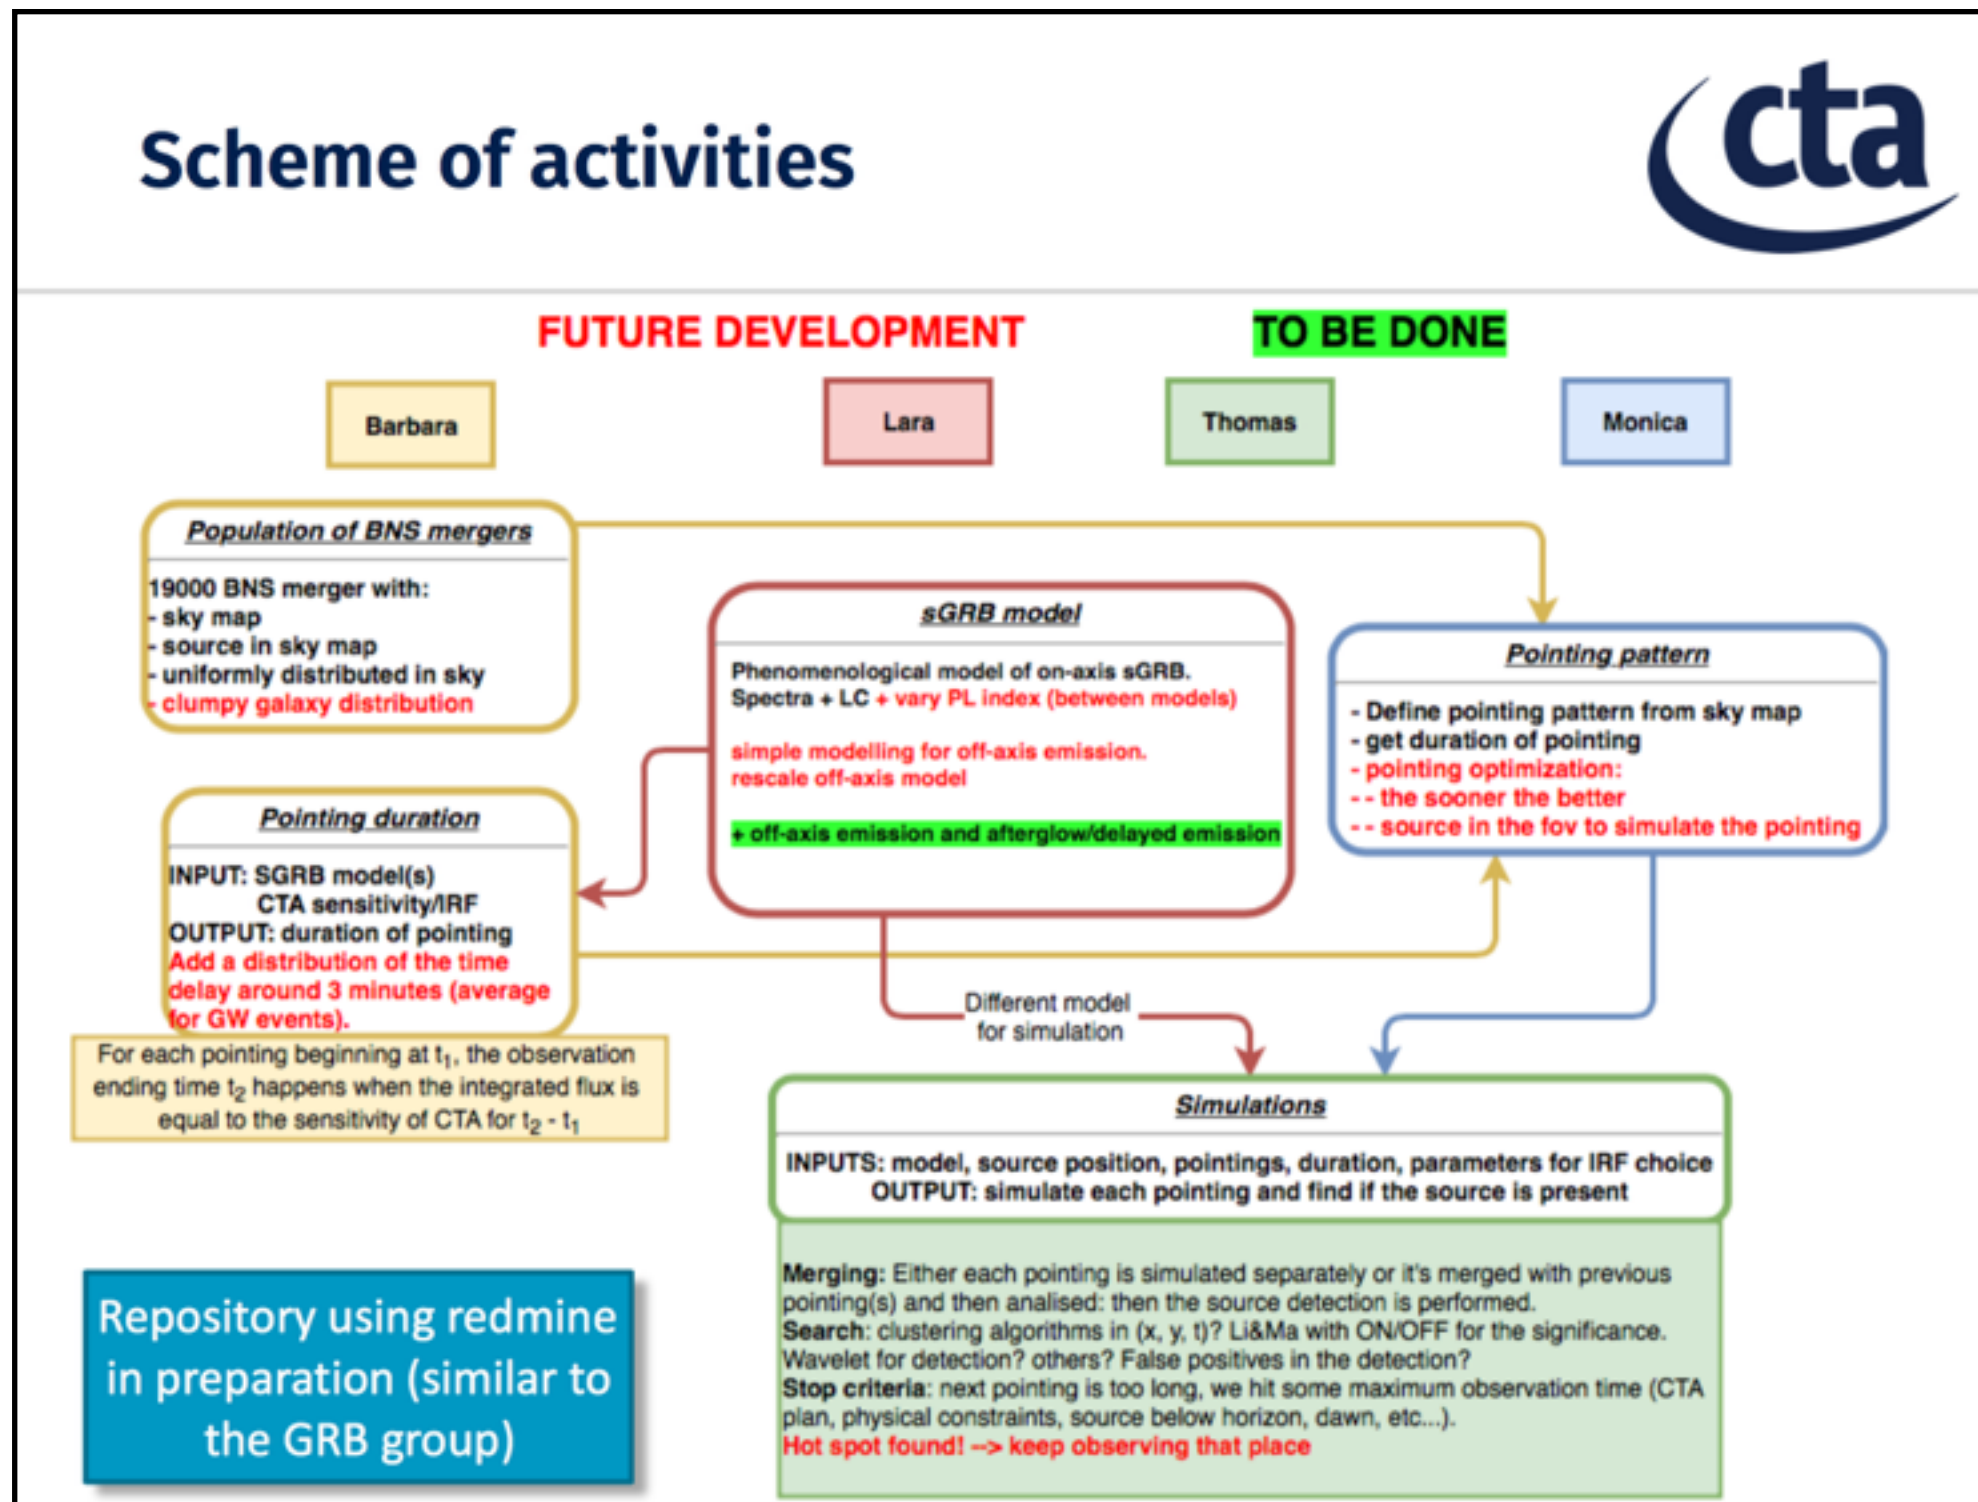 Scheme of activities
cta
FUTURE DEVELOPMENT
TO BE DONE
Barbara
Lara
Thomas
Monica
Population of BNS mergers
19000 BNS merger with:
- sky map
- source in sky map
- uniformly distributed in sky
- clumpy galaxy distribution
sGRB model
Phenomenological model of on-axis sGRB.
Spectra + LC + vary PL index (between models)
simple modelling for off-axis emission.
rescale off-axis model
+ off-axis emission and afterglow/delayed emission
Pointing pattern
- Define pointing pattern from sky map
- get duration of pointing
- pointing optimization:
- - the sooner the better
- - source in the fov to simulate the pointing
Pointing duration
INPUT: SGRB model(s)
CTA sensitivity/IRF
OUTPUT: duration of pointing
Add a distribution of the time
delay around 3 minutes (average
for GW events).
For each pointing beginning at t₁, the observation
ending time t₂ happens when the integrated flux is
equal to the sensitivity of CTA for t₂ - t₁
Different model
for simulation
Simulations
INPUTS: model, source position, pointings, duration, parameters for IRF choice
OUTPUT: simulate each pointing and find if the source is present
Merging: Either each pointing is simulated separately or it's merged with previous
pointing(s) and then analised: then the source detection is performed.
Search: clustering algorithms in (x, y, t)? Li&Ma with ON/OFF for the significance.
Wavelet for detection? others? False positives in the detection?
Stop criteria: next pointing is too long, we hit some maximum observation time (CTA
plan, physical constraints, source below horizon, dawn, etc...).
Hot spot found! --> keep observing that place
Repository using redmine
in preparation (similar to
the GRB group)